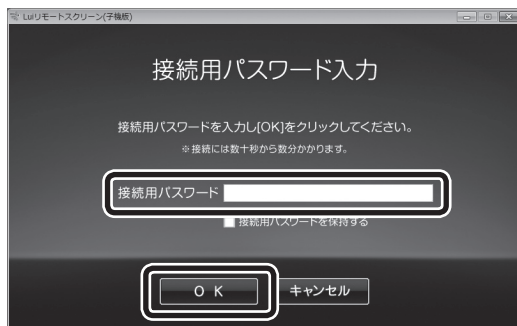 Luiリモートスクリーン(子機版)
接続用パスワード入力
接続用パスワードを入力し[OK]をクリックしてください。
※接続には数十秒から数分かかります。
接続用パスワード
接続用パスワードを保持する
OK
キャンセル